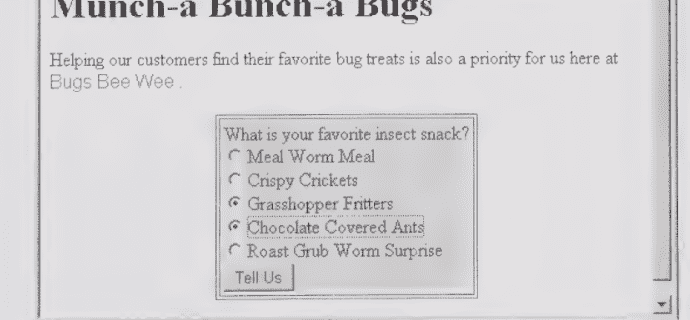 Munch-a Bunch-a Bugs
Helping our customers find their favorite bug treats is also a priority for us here at
Bugs Bee Wee .
What is your favorite insect snack?
Meal Worm Meal
Crispy Crickets
Grasshopper Fritters
Chocolate Covered Ants
Roast Grub Worm Surprise
Tell Us